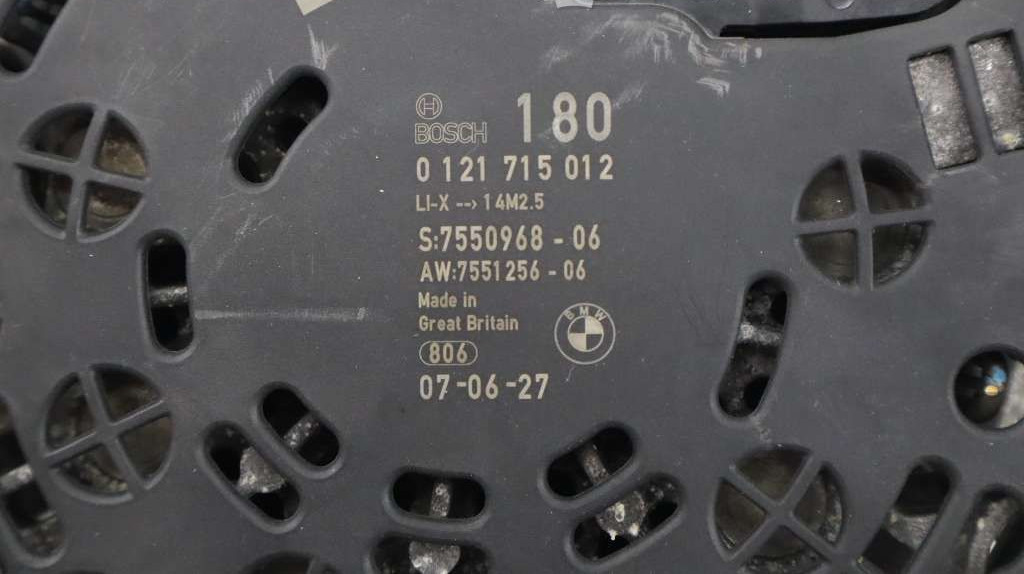 BOSCH 180
0 121 715 012
LI-X --> 14M2.5
S:7550968 - 06
AW:7551256 - 06
Made in
Great Britain
BMW
806
07-06-27